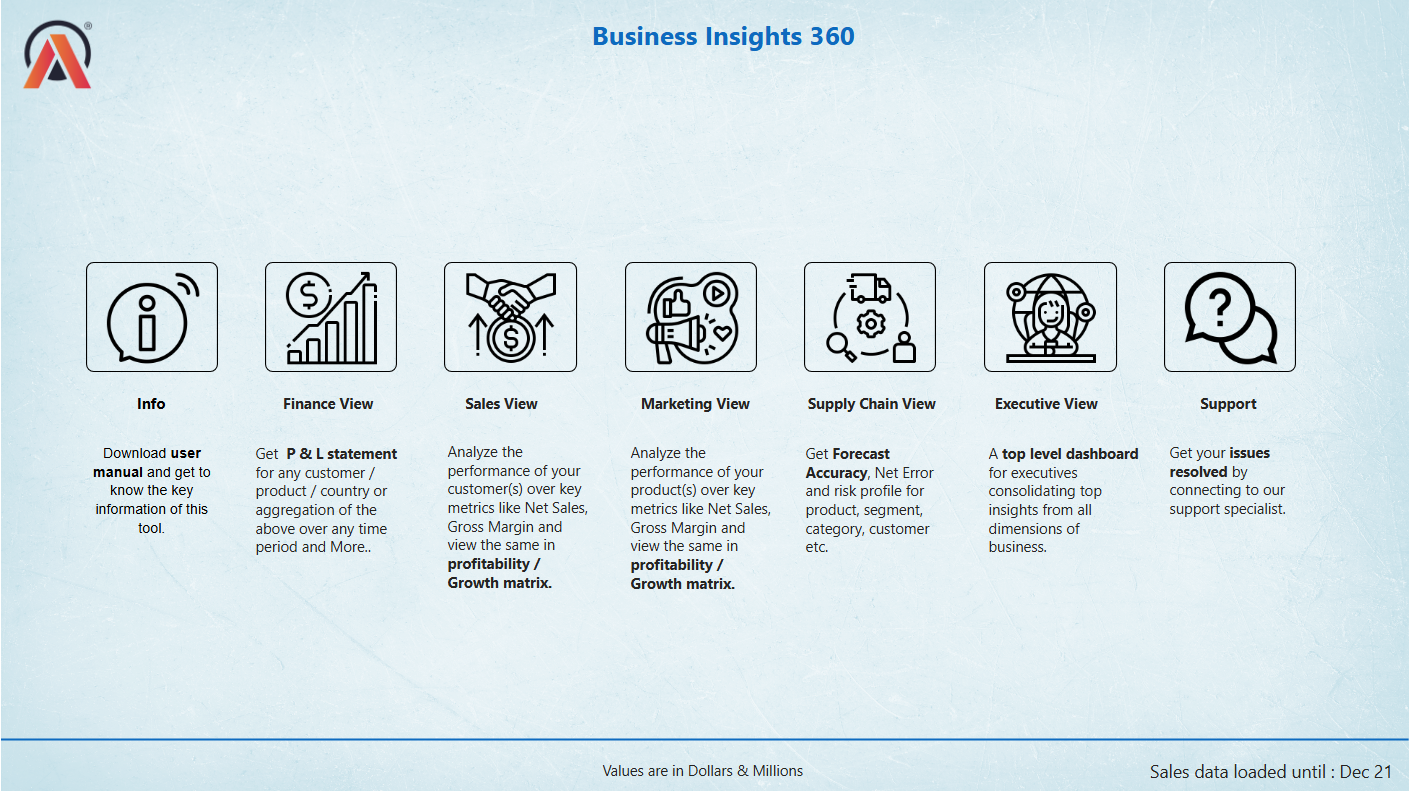 ®
Business Insights 360
Info
Download user
manual and get to
know the key
information of this
tool.
Finance View
Get  P & L statement
for any customer /
product / country or
aggregation of the
above over any time
period and More..
Sales View
Analyze the
performance of your
customer(s) over key
metrics like Net Sales,
Gross Margin and
view the same in
profitability /
Growth matrix.
Marketing View
Analyze the
performance of your
product(s) over key
metrics like Net Sales,
Gross Margin and
view the same in
profitability /
Growth matrix.
Supply Chain View
Get Forecast
Accuracy, Net Error
and risk profile for
product, segment,
category, customer
etc.
Executive View
A top level dashboard
for executives
consolidating top
insights from all
dimensions of
business.
Support
Get your issues
resolved by
connecting to our
support specialist.
Values are in Dollars & Millions
Sales data loaded until : Dec 21